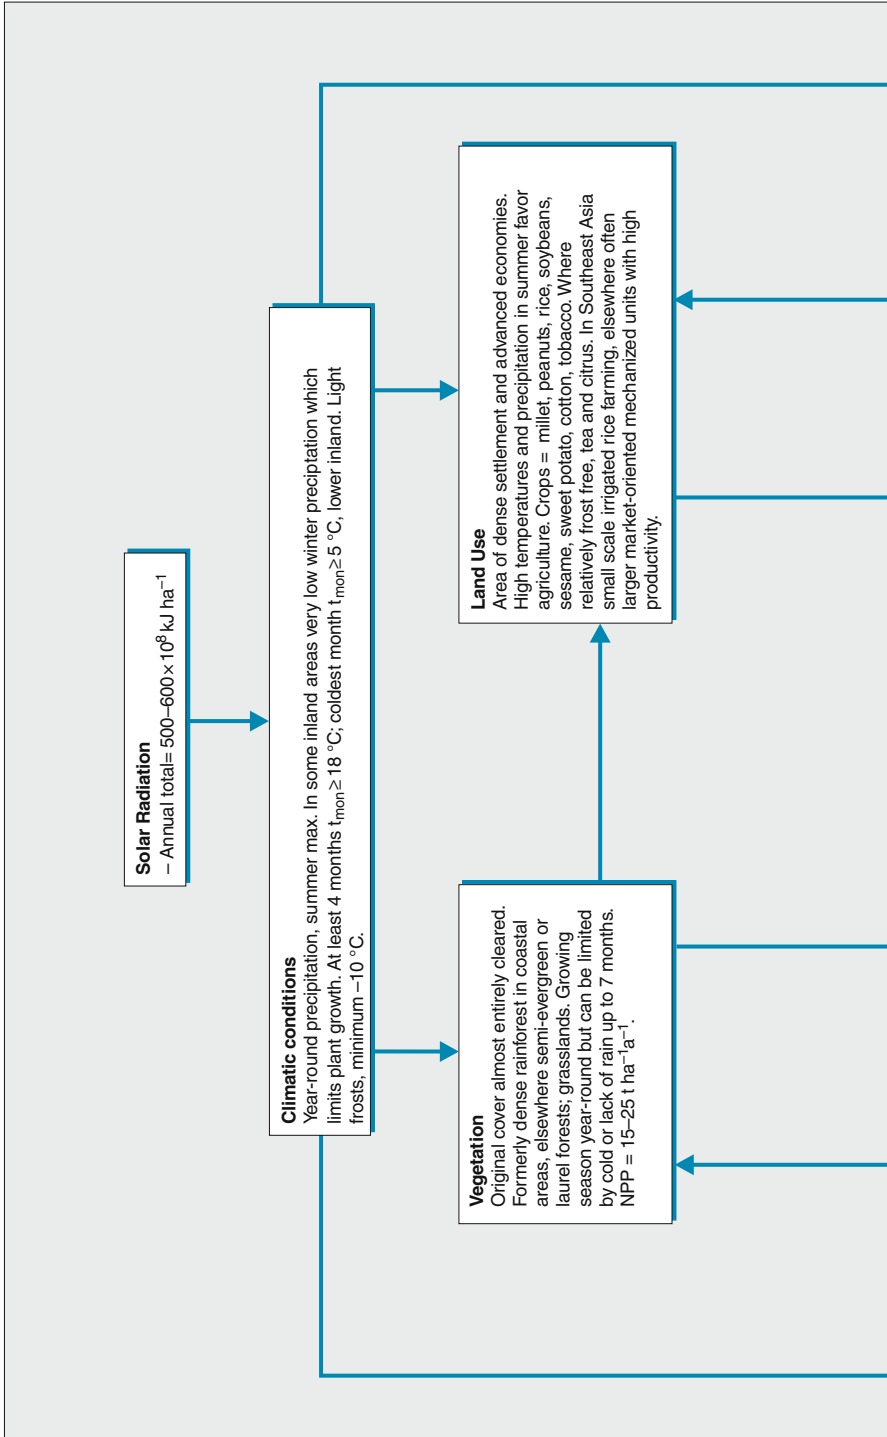 Solar Radiation
– Annual total= 500–600×10⁸ kJ ha⁻¹
Climatic conditions
Year-round precipitation, summer max. In some inland areas very low winter preciptation which
limits plant growth. At least 4 months tₘₒₙ≥ 18 °C; coldest month tₘₒₙ≥ 5 °C, lower inland. Light
frosts, minimum –10 °C.
Vegetation
Original cover almost entirely cleared.
Formerly dense rainforest in coastal
areas, elsewhere semi-evergreen or
laurel forests; grasslands. Growing
season year-round but can be limited
by cold or lack of rain up to 7 months.
NPP = 15–25 t ha⁻¹a⁻¹.
Land Use
Area of dense settlement and advanced economies.
High temperatures and precipitation in summer favor
agriculture. Crops = millet, peanuts, rice, soybeans,
sesame, sweet potato, cotton, tobacco. Where
relatively frost free, tea and citrus. In Southeast Asia
small scale irrigated rice farming, elsewhere often
larger market-oriented mechanized units with high
productivity.